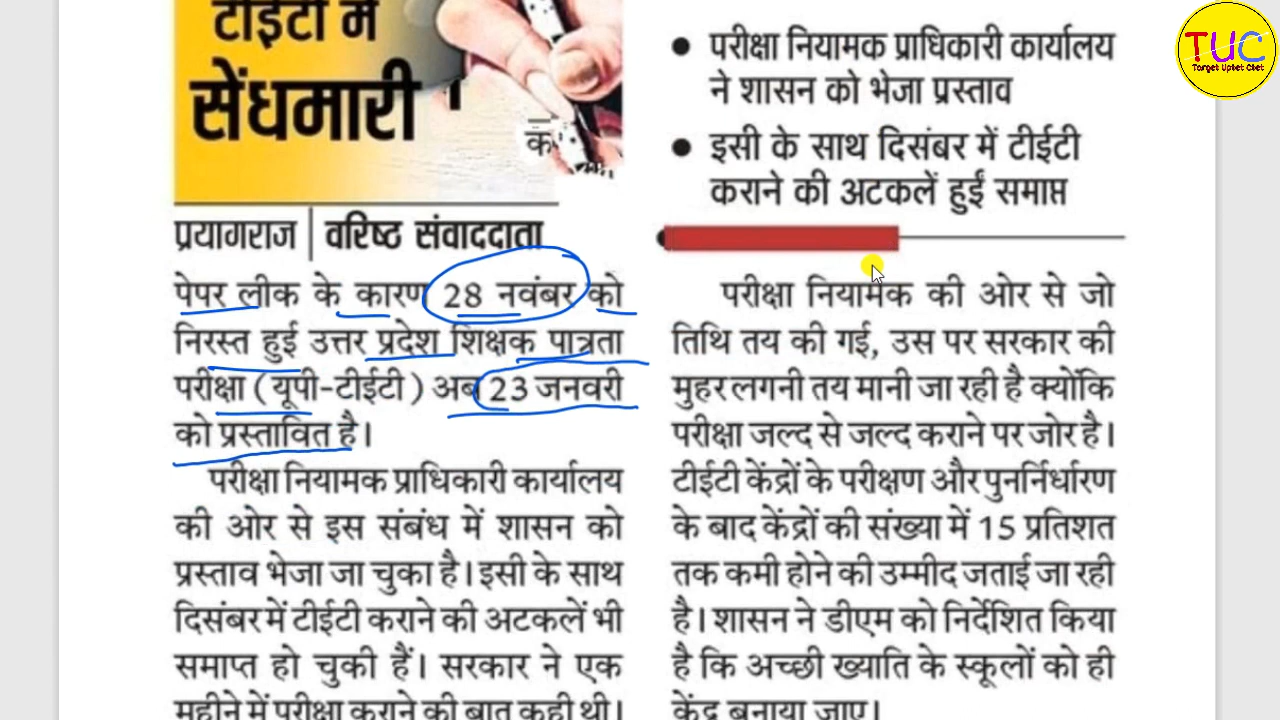 टीईटी में
सेंधमारी
क
प्रयागराज | वरिष्ठ संवाददाता
पेपर लीक के कारण 28 नवंबर को
निरस्त हुई उत्तर प्रदेश शिक्षक पात्रता
परीक्षा (यूपी-टीईटी) अब 23 जनवरी
को प्रस्तावित है।
परीक्षा नियामक प्राधिकारी कार्यालय
की ओर से इस संबंध में शासन को
प्रस्ताव भेजा जा चुका है। इसी के साथ
दिसंबर में टीईटी कराने की अटकलें भी
समाप्त हो चुकी हैं। सरकार ने एक
महीने में परीक्षा कराने की बात कही थी।
● परीक्षा नियामक प्राधिकारी कार्यालय
ने शासन को भेजा प्रस्ताव
● इसी के साथ दिसंबर में टीईटी
कराने की अटकलें हुईं समाप्त
परीक्षा नियामक की ओर से जो
तिथि तय की गई, उस पर सरकार की
मुहर लगनी तय मानी जा रही है क्योंकि
परीक्षा जल्द से जल्द कराने पर जोर है।
टीईटी केंद्रों के परीक्षण और पुनर्निर्धारण
के बाद केंद्रों की संख्या में 15 प्रतिशत
तक कमी होने की उम्मीद जताई जा रही
है। शासन ने डीएम को निर्देशित किया
है कि अच्छी ख्याति के स्कूलों को ही
केंद्र बनाया जाए।
TUC
Target Uptet Ctet